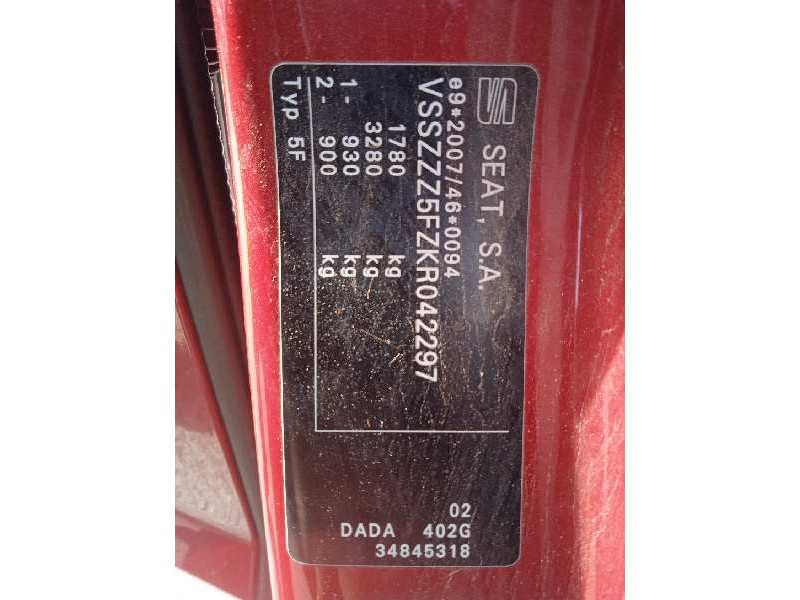 SEAT, S.A.
e9*2007/46*0094
VSSZZZ5FZKR042297
1780 kg
3280 kg
1- 930 kg
2- 900 kg
Typ 5F
02
DADA 402G
34845318